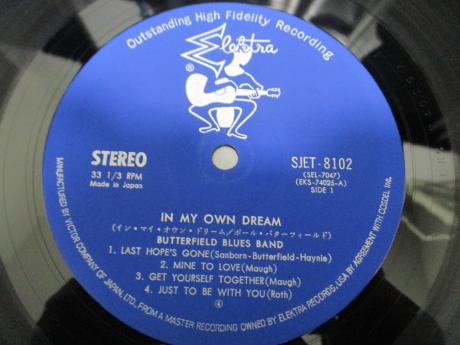 Outstanding High Fidelity Recording
Elektra
®
STEREO
33 1/3 RPM
Made in Japan
SJET-8102
(SEL-7047)
(EKS-74025-A)
SIDE 1
IN MY OWN DREAM
(イン・マイ・オウン・ドリーム/ポール・バターフィールド)
BUTTERFIELD BLUES BAND
1. LAST HOPE'S GONE(Sanborn-Butterfield-Haynie)
2. MINE TO LOVE(Maugh)
3. GET YOURSELF TOGETHER(Maugh)
4. JUST TO BE WITH YOU(Roth)
④
MANUFACTURED BY VICTOR COMPANY OF JAPAN, LTD., FROM A MASTER RECORDING OWNED BY ELEKTRA RECORDS, USA BY AGREEMENT WITH COSDEL Inc.